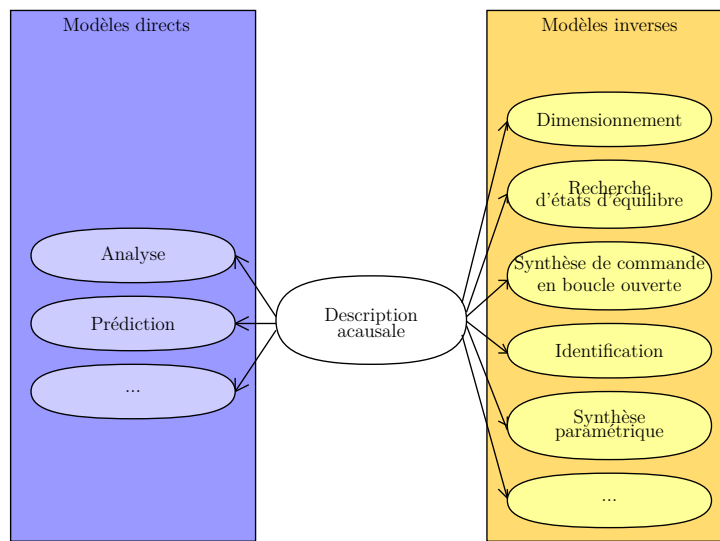 Modèles directs
Analyse
Prédiction
...
Description
acausale
Modèles inverses
Dimensionnement
Recherche
d'états d'équilibre
Synthèse de commande
en boucle ouverte
Identification
Synthèse
paramétrique
...